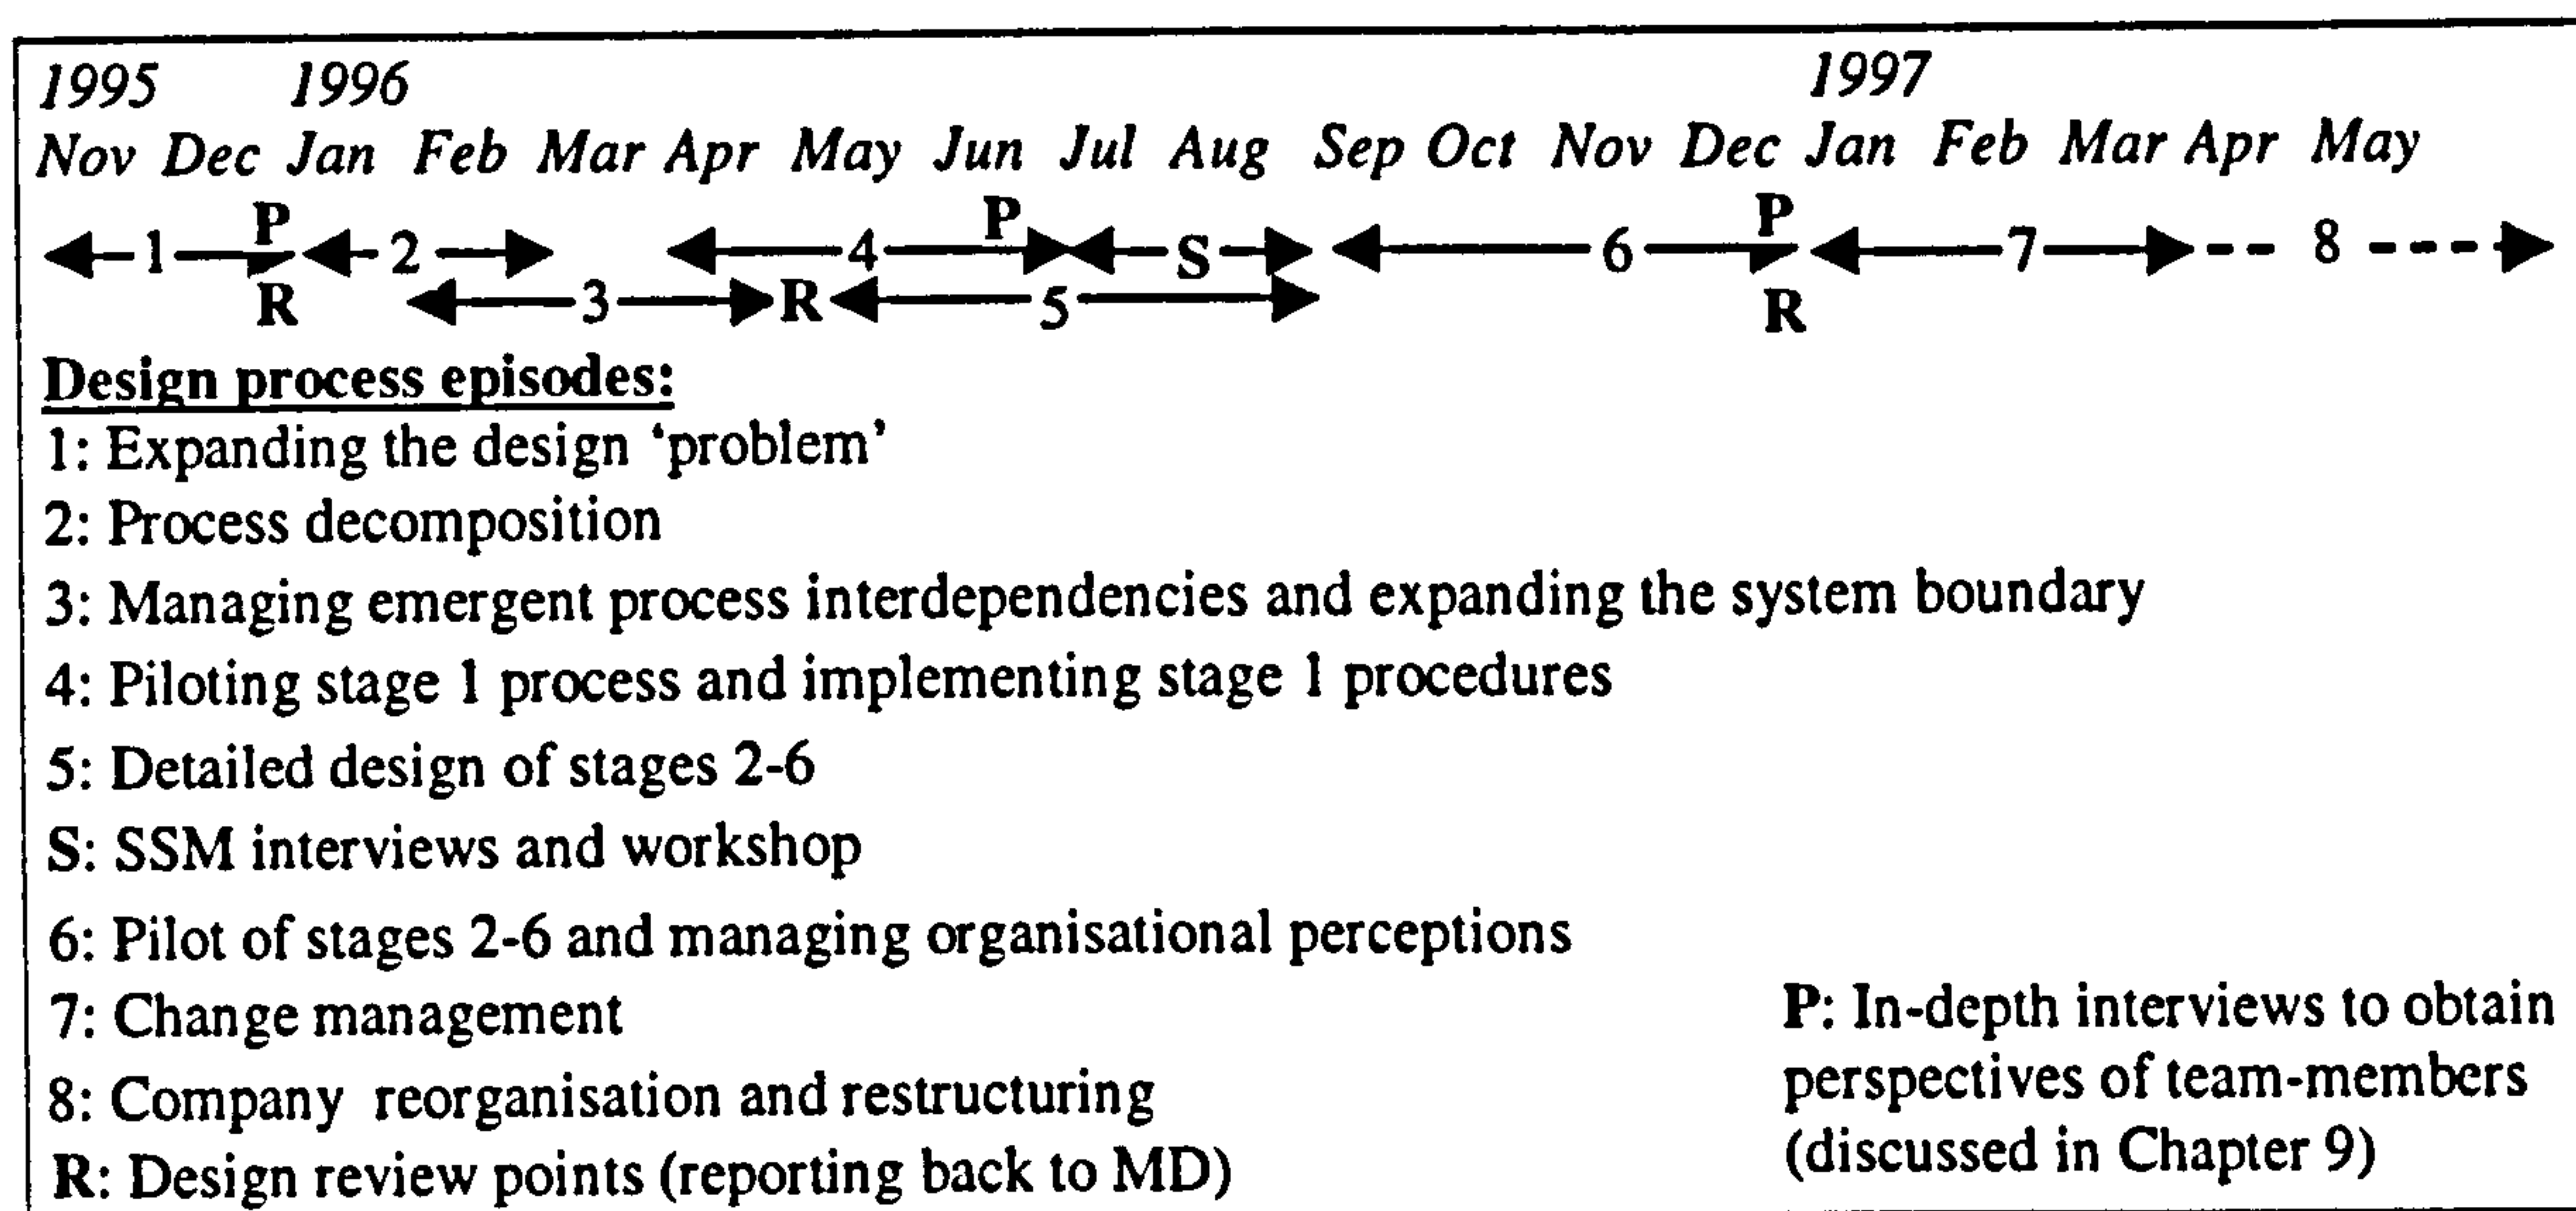 1995 1996 1997
Nov Dec Jan Feb Mar Apr May Jun Jul Aug Sep Oct Nov Dec Jan Feb Mar Apr May
P P P
1 2 4 S 6 7 8
R 3 R 5 R
Design process episodes:
1: Expanding the design ‘problem’
2: Process decomposition
3: Managing emergent process interdependencies and expanding the system boundary
4: Piloting stage 1 process and implementing stage 1 procedures
5: Detailed design of stages 2-6
S: SSM interviews and workshop
6: Pilot of stages 2-6 and managing organisational perceptions
7: Change management
8: Company reorganisation and restructuring
R: Design review points (reporting back to MD)
P: In-depth interviews to obtain
perspectives of team-members
(discussed in Chapter 9)